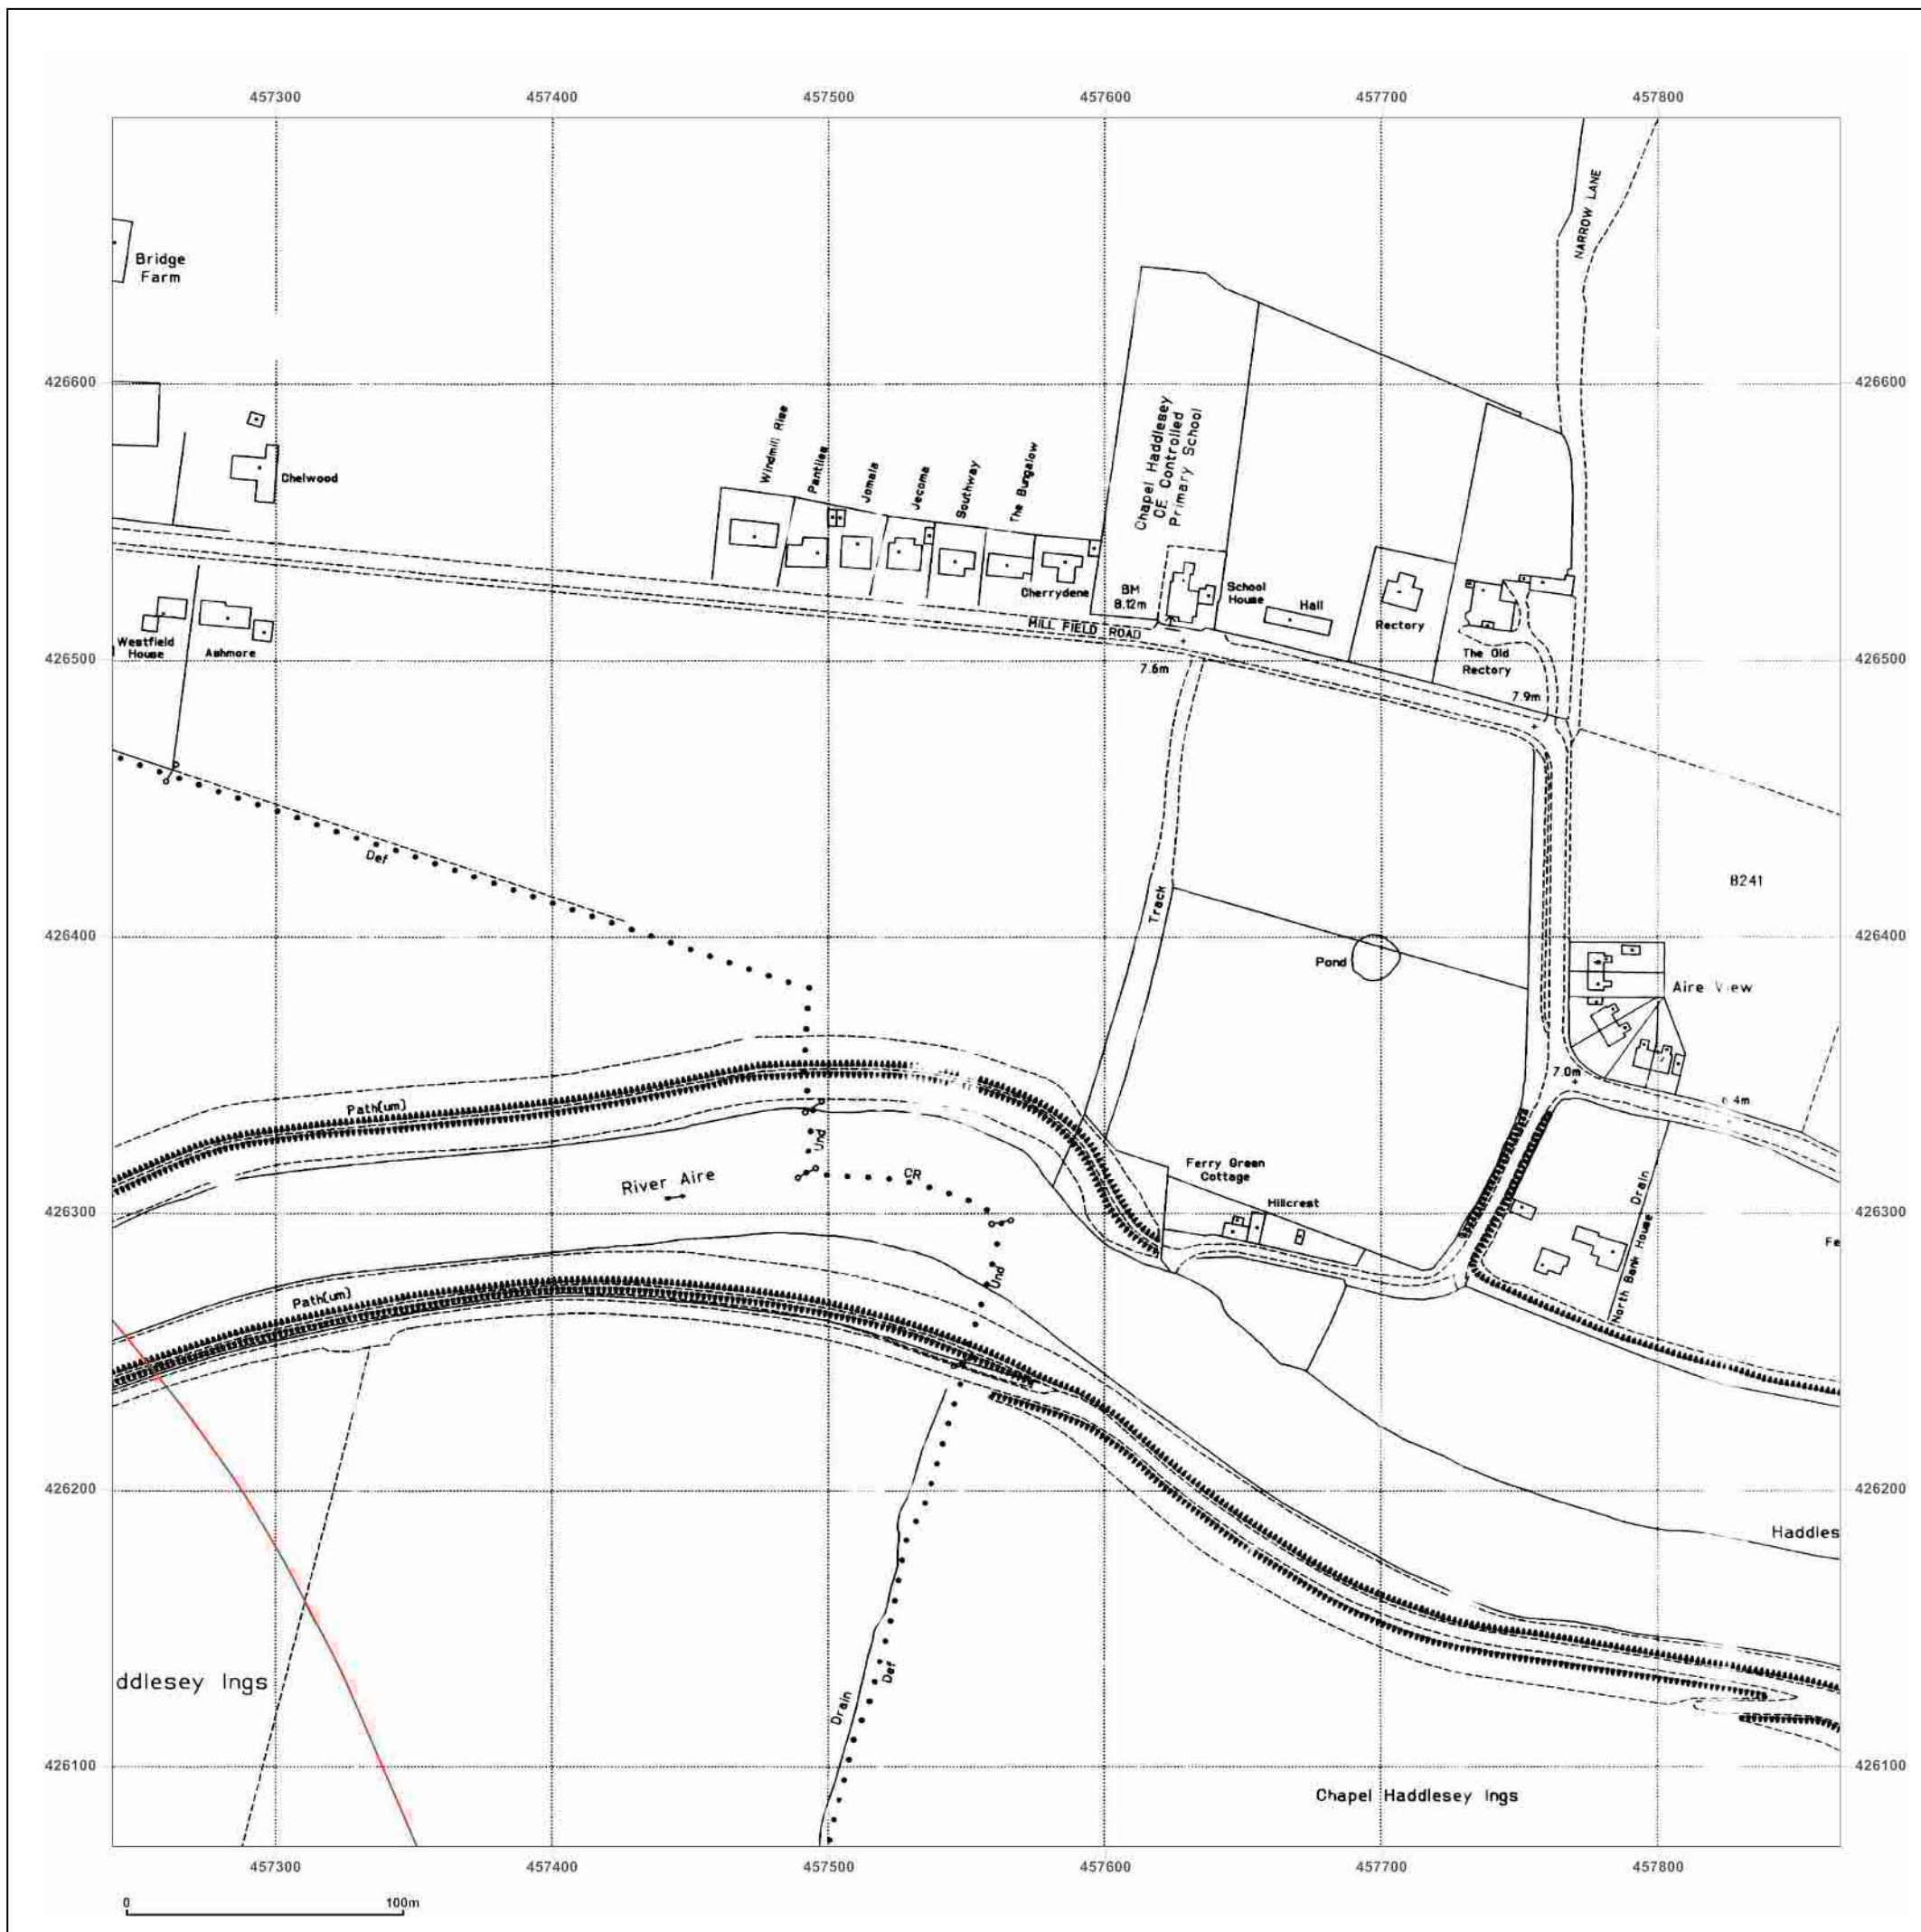 457300 457400 457500 457600 457700 457800
NARROW LANE
Bridge
Farm
426600 426600
Windmill Rise
Pantiles
Jomala
Jecoma
Southway
The Bungalow
Chapel Haddlesey
CE Controlled
Primary School
Chelwood
Cherrydene
BM
8.12m
School
House
Hall
Rectory
MILL FIELD ROAD
Westfield
House
Ashmore
The Old
Rectory
426500 426500
7.6m
7.9m
Def
8241
Track
426400 426400
Pond
Aire View
7.0m
Path(um)
Und
River Aire
CR
Ferry Green
Cottage
Hillcrest
Drain
426300 426300
North Bank House
Fe
Und
Path(um)
426200 426200
Haddles
ddlesey Ings
Def
Drain
426100 426100
Chapel Haddlesey Ings
457300 457400 457500 457600 457700 457800
0 100m